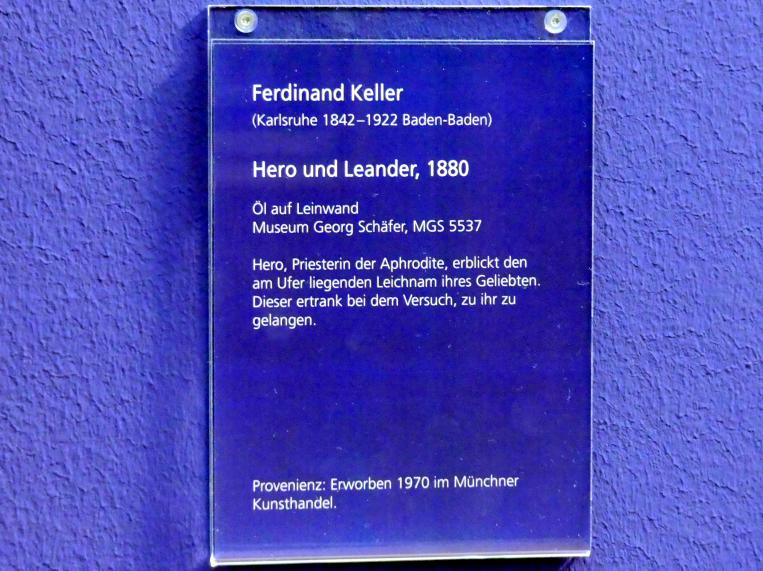 Ferdinand Keller
(Karlsruhe 1842–1922 Baden-Baden)
Hero und Leander, 1880
Öl auf Leinwand
Museum Georg Schäfer, MGS 5537
Hero, Priesterin der Aphrodite, erblickt den
am Ufer liegenden Leichnam ihres Geliebten.
Dieser ertrank bei dem Versuch, zu ihr zu
gelangen.
Provenienz: Erworben 1970 im Münchner
Kunsthandel.